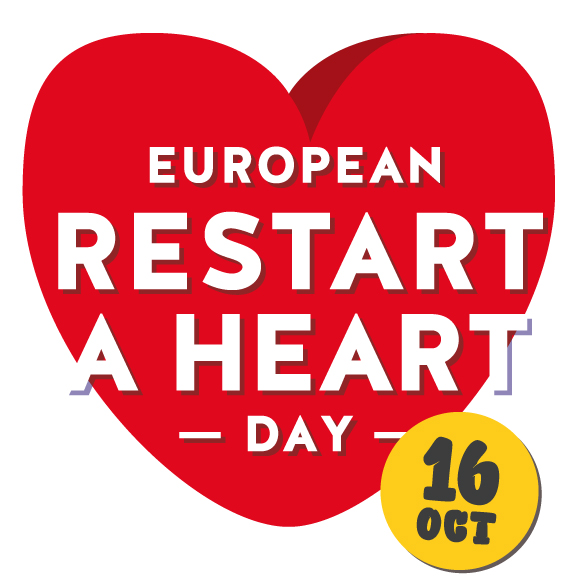 EUROPEAN
RESTART
A HEART
— DAY —
16
OCT